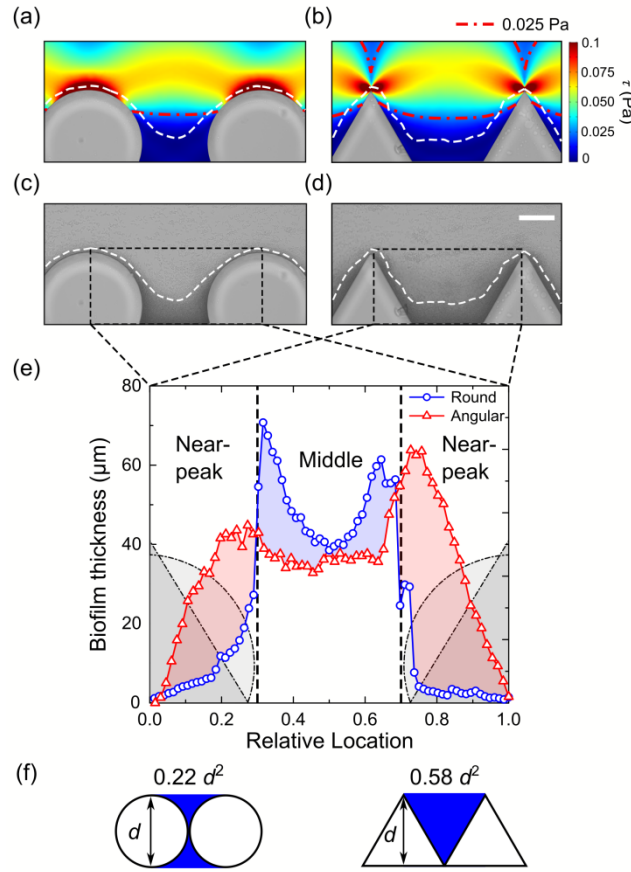 (a)
(b)
0.025 Pa
0.1
0.075
0.05
0.025
0
τ (Pa)
(c)
(d)
(e)
80
60
40
20
0
Biofilm thickness (μm)
Near-
peak
Middle
Near-
peak
Round
Angular
0.0
0.2
0.4
0.6
0.8
1.0
Relative Location
(f)
0.22 d²
0.58 d²
d
d